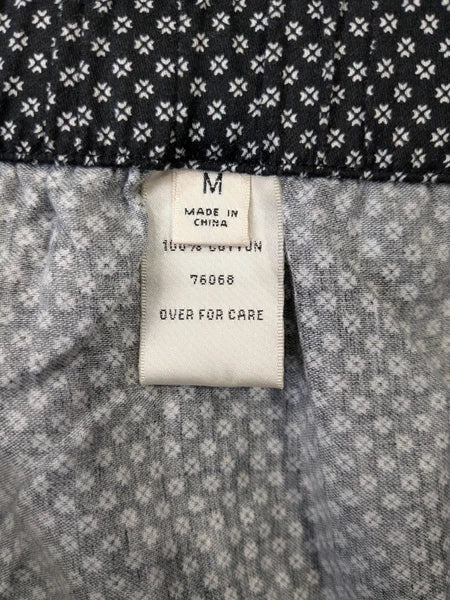 M
MADE IN
CHINA
100% COTTON
76068
OVER FOR CARE